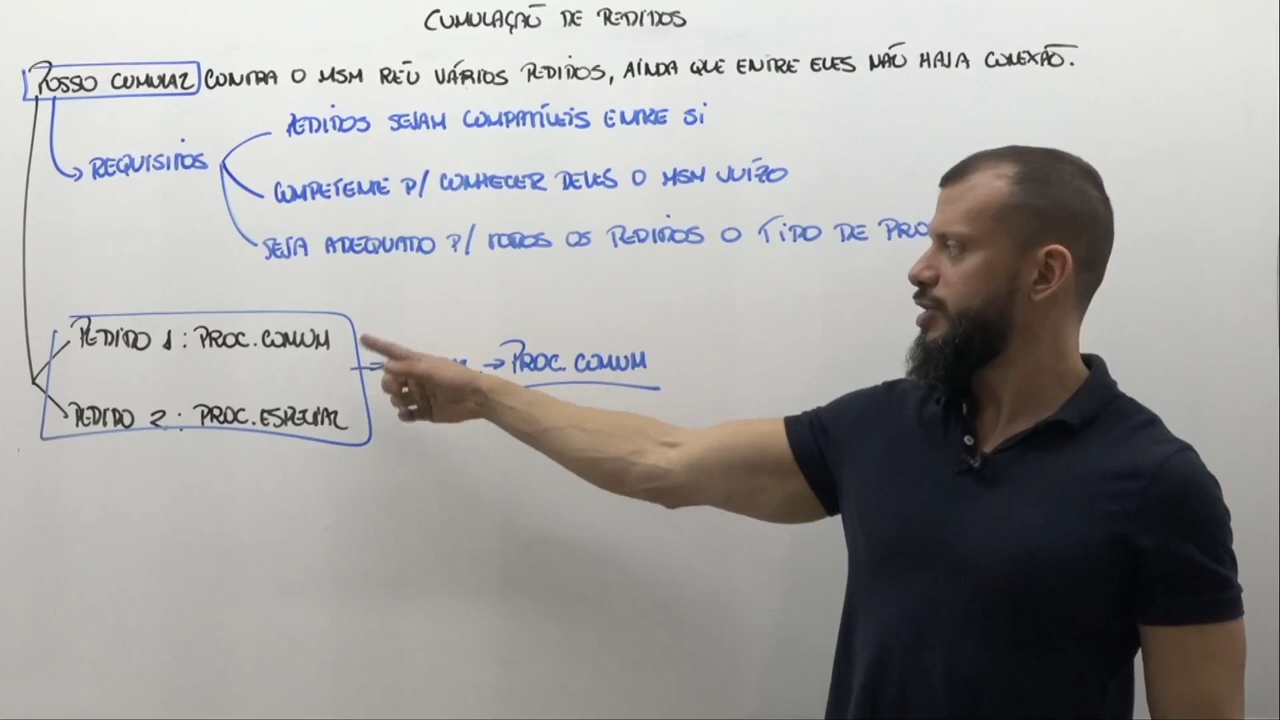 CUMULAÇÃO DE PEDIDOS
POSSO CUMULAR CONTRA O MSM RÉU VÁRIOS PEDIDOS, AINDA QUE ENTRE ELES NÃO HAJA CONEXÃO.
PEDIDOS SEJAM COMPATÍVEIS ENTRE SI
REQUISITOS
COMPETENTE P/ CONHECER DELES O MSM JUÍZO
SEJA ADEQUADO P/ TODOS OS PEDIDOS O TIPO DE PRO
PEDIDO 1: PROC. COMUM
→ PROC. COMUM
PEDIDO 2: PROC. ESPECIAL